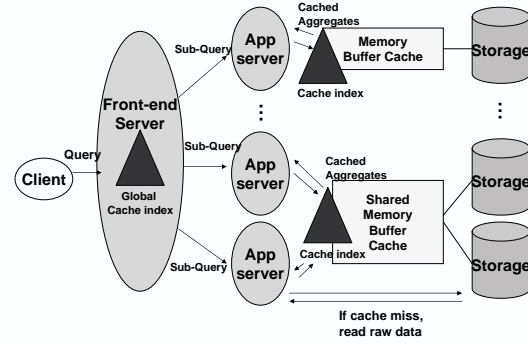 Cached
Aggregates
Sub-Query
App
server
Memory
Buffer Cache
Storage
Cache index
Front-end
Server
Query
Client
Global
Cache index
Sub-Query
App
server
Cached
Aggregates
Storage
Shared
Memory
Buffer
Cache
Cache index
Sub-Query
App
server
Storage
If cache miss,
read raw data